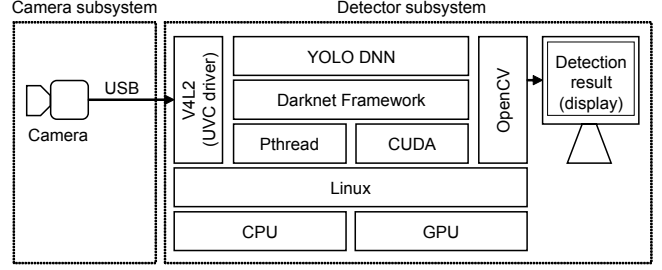 Camera subsystem
Detector subsystem
USB
Camera
V4L2
(UVC driver)
YOLO DNN
Darknet Framework
Pthread
CUDA
OpenCV
Detection
result
(display)
Linux
CPU
GPU